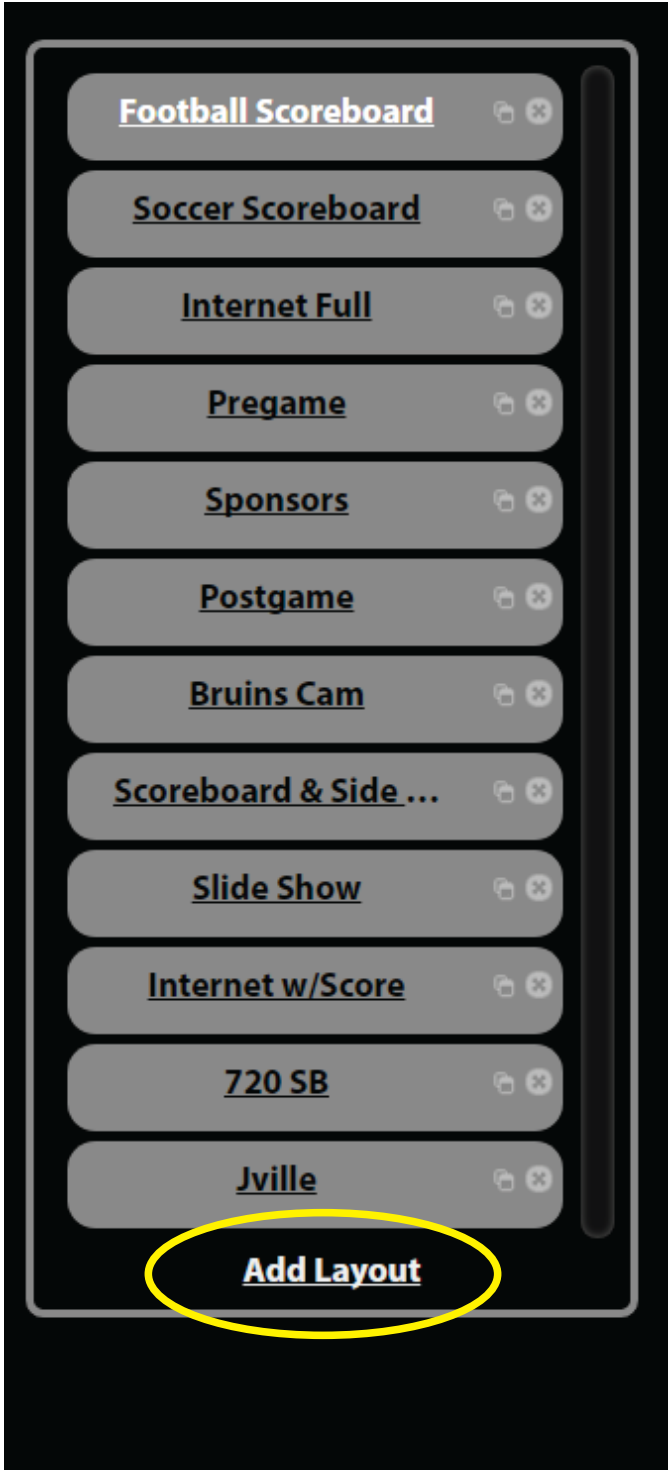 Football Scoreboard
Soccer Scoreboard
Internet Full
Pregame
Sponsors
Postgame
Bruins Cam
Scoreboard & Side ...
Slide Show
Internet w/Score
720 SB
Jville
Add Layout